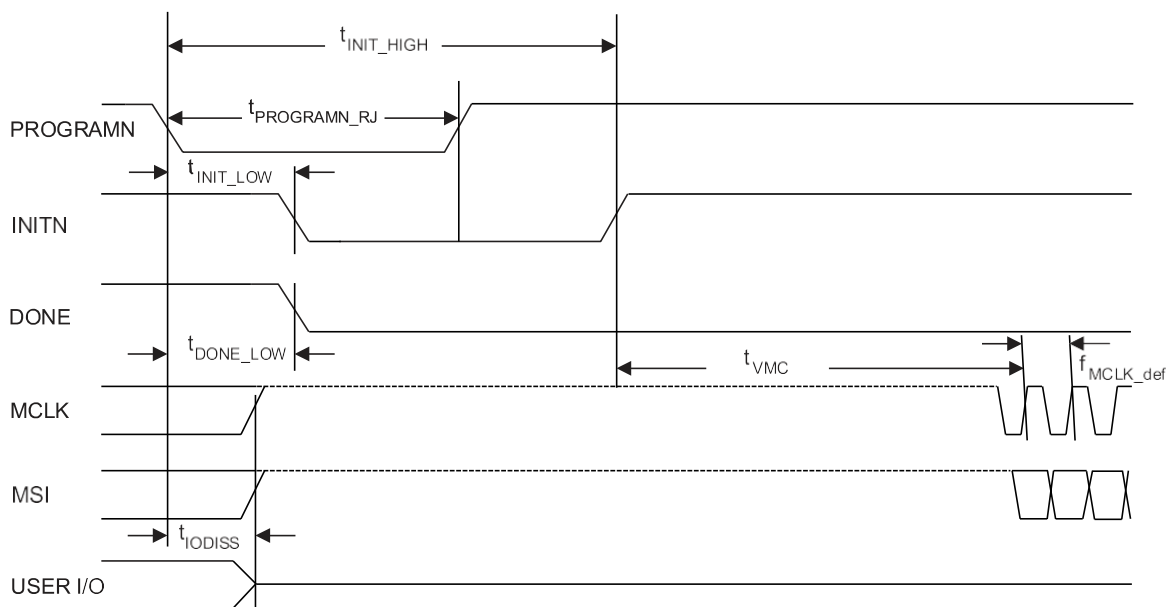 tINIT_HIGH
tPROGRAMN_RJ
PROGRAMN
tINIT_LOW
INITN
DONE
tDONE_LOW
tVMC
fMCLK_def
MCLK
MSI
tIODISS
USER I/O